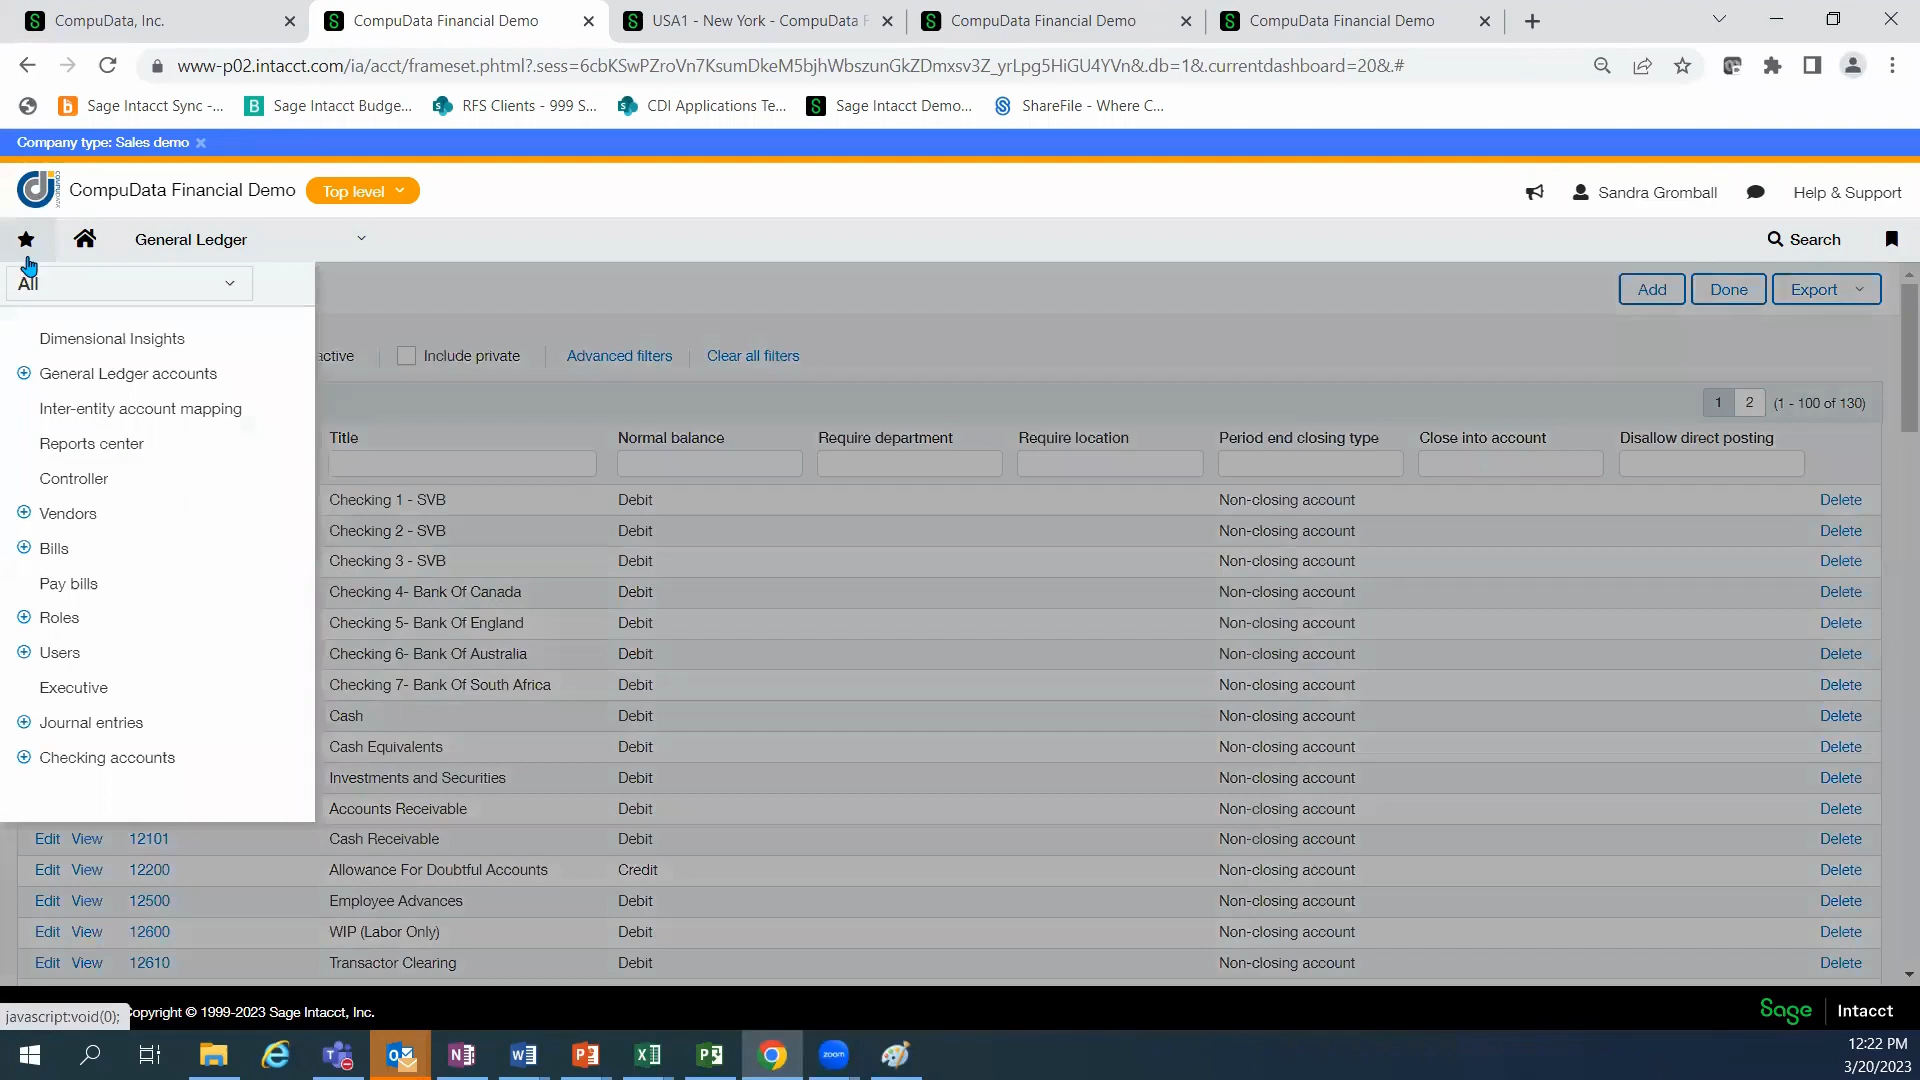 CompuData, Inc.
CompuData Financial Demo
USA1 - New York - CompuData F
CompuData Financial Demo
CompuData Financial Demo
www-p02.intacct.com/ia/acct/frameset.phtml?.sess=6cbKSwPZroVn7KsumDkeM5bjhWbszunGkZDmxsv3Z_yrLpg5HiGU4YVn&.db=1&.currentdashboard=20&.#
Sage Intacct Sync -...
Sage Intacct Budge...
RFS Clients - 999 S...
CDI Applications Te...
Sage Intacct Demo...
ShareFile - Where C...
Company type: Sales demo
CompuData Financial Demo
Top level
Sandra Gromball
Help & Support
General Ledger
Search
All
Add
Done
Export
Dimensional Insights
General Ledger accounts
Inter-entity account mapping
Reports center
Controller
Vendors
Bills
Pay bills
Roles
Users
Executive
Journal entries
Checking accounts
active
Include private
Advanced filters
Clear all filters
1 2 (1 - 100 of 130)
Title Normal balance Require department Require location Period end closing type Close into account Disallow direct posting
Checking 1 - SVB Debit Non-closing account Delete
Checking 2 - SVB Debit Non-closing account Delete
Checking 3 - SVB Debit Non-closing account Delete
Checking 4- Bank Of Canada Debit Non-closing account Delete
Checking 5- Bank Of England Debit Non-closing account Delete
Checking 6- Bank Of Australia Debit Non-closing account Delete
Checking 7- Bank Of South Africa Debit Non-closing account Delete
Cash Debit Non-closing account Delete
Cash Equivalents Debit Non-closing account Delete
Investments and Securities Debit Non-closing account Delete
Accounts Receivable Debit Non-closing account Delete
Edit View 12101 Cash Receivable Debit Non-closing account Delete
Edit View 12200 Allowance For Doubtful Accounts Credit Non-closing account Delete
Edit View 12500 Employee Advances Debit Non-closing account Delete
Edit View 12600 WIP (Labor Only) Debit Non-closing account Delete
Edit View 12610 Transactor Clearing Debit Non-closing account Delete
javascript:void(0);
opyright © 1999-2023 Sage Intacct, Inc.
Sage Intacct
zoom
12:22 PM
3/20/2023